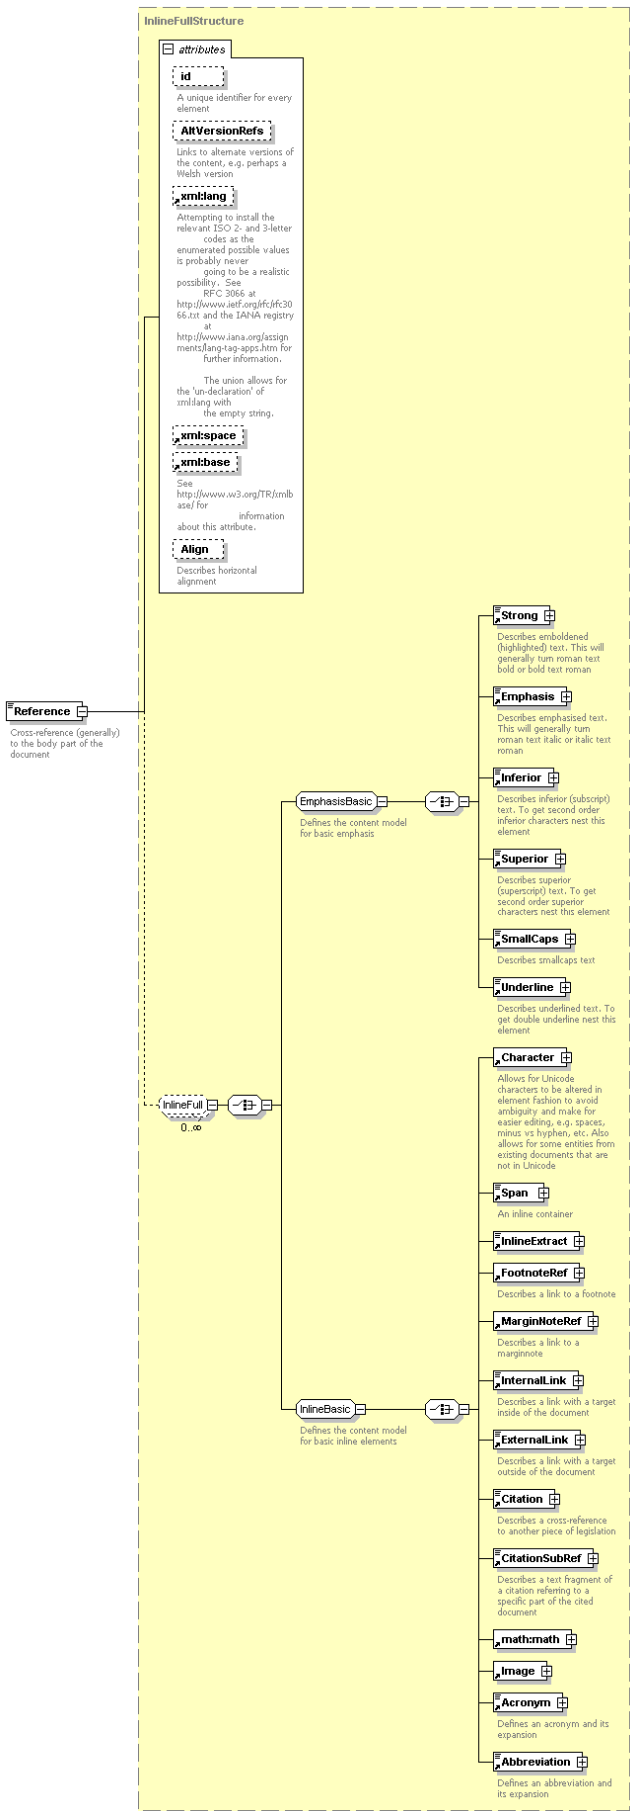 InlineFullStructure
attributes
id
A unique identifier for every
element
AltVersionRefs
Links to alternate versions of
the content, e.g. perhaps a
Welsh version
xml:lang
Attempting to install the
relevant ISO 2- and 3-letter
codes as the
enumerated possible values
is probably never
going to be a realistic
possibility.  See
RFC 3066 at
http://www.ietf.org/rfc/rfc30
66.txt and the IANA registry
at
http://www.iana.org/assign
ments/lang-tag-apps.htm for
further information.
The union allows for
the 'un-declaration' of
xml:lang with
the empty string.
xml:space
xml:base
See
http://www.w3.org/TR/xmlb
ase/ for
information
about this attribute.
Align
Describes horizontal
alignment
Reference
Cross-reference (generally)
to the body part of the
document
InlineFull
0..∞
EmphasisBasic
Defines the content model
for basic emphasis
Strong
Describes emboldened
(highlighted) text. This will
generally turn roman text
bold or bold text roman
Emphasis
Describes emphasised text.
This will generally turn
roman text italic or italic text
roman
Inferior
Describes inferior (subscript)
text. To get second order
inferior characters nest this
element
Superior
Describes superior
(superscript) text. To get
second order superior
characters nest this element
SmallCaps
Describes smallcaps text
Underline
Describes underlined text. To
get double underline nest this
element
InlineBasic
Defines the content model
for basic inline elements
Character
Allows for Unicode
characters to be altered in
element fashion to avoid
ambiguity and make for
easier editing, e.g. spaces,
minus vs hyphen, etc. Also
allows for some entities from
existing documents that are
not in Unicode
Span
An inline container
InlineExtract
FootnoteRef
Describes a link to a footnote
MarginNoteRef
Describes a link to a
marginnote
InternalLink
Describes a link with a target
inside of the document
ExternalLink
Describes a link with a target
outside of the document
Citation
Describes a cross-reference
to another piece of legislation
CitationSubRef
Describes a text fragment of
a citation referring to a
specific part of the cited
document
math:math
Image
Acronym
Defines an acronym and its
expansion
Abbreviation
Defines an abbreviation and
its expansion